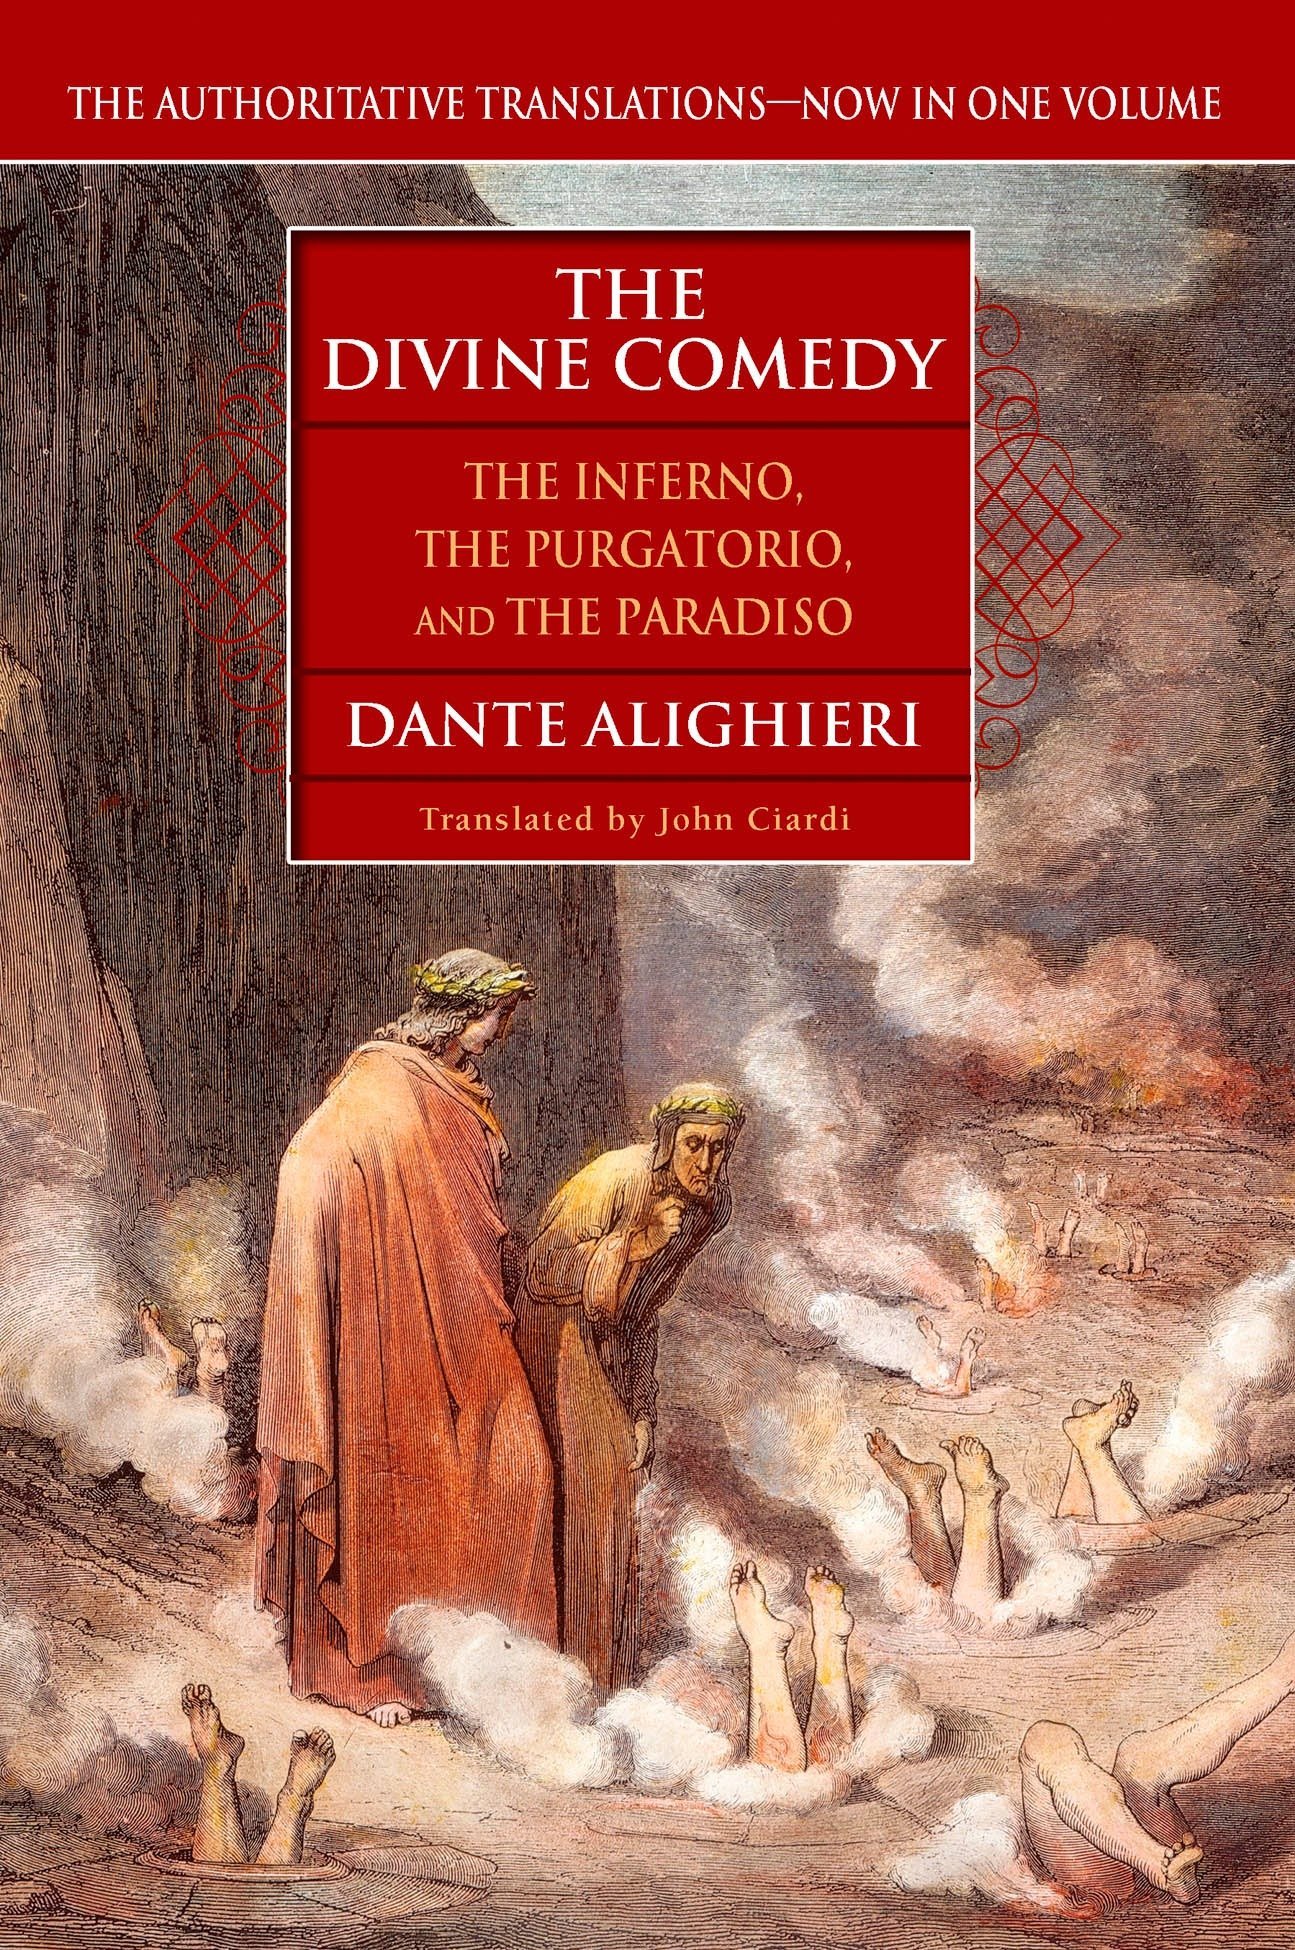 THE AUTHORITATIVE TRANSLATIONS—NOW IN ONE VOLUME
THE
DIVINE COMEDY
THE INFERNO,
THE PURGATORIO,
AND THE PARADISO
DANTE ALIGHIERI
Translated by John Ciardi